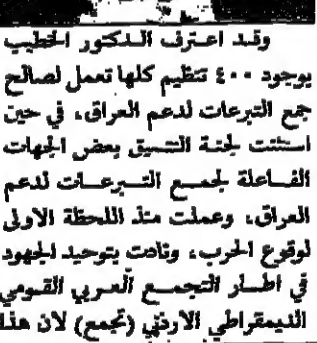 وقد اعترف الدكتور الخطيب
بوجود ٤٠٠ تنظيم كلها تعمل لصالح
جمع التبرعات لدعم العراق، في حين
استثنت لجنة التنسيق بعض الجهات
الفاعلة لجمع التبرعات لدعم
العراق، وعملت منذ اللحظة الاولى
لوقوع الحرب، ونادت بتوحيد الجهود
في اطار التجمع العربي القومي
الديمقراطي الاردني (تجمع) لان هذا